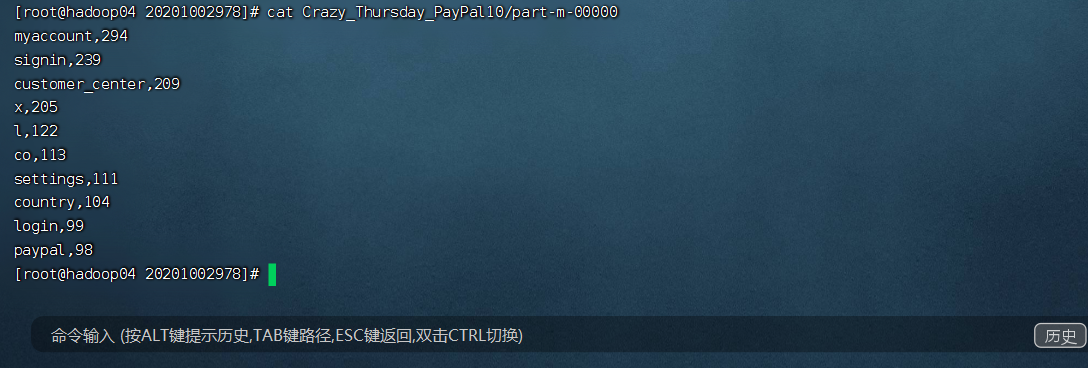 [root@hadoop04 20201002978]# cat Crazy_Thursday_PayPal10/part-m-00000
myaccount,294
signin,239
customer_center,209
x,205
l,122
co,113
settings,111
country,104
login,99
paypal,98
[root@hadoop04 20201002978]#
命令输入 (按ALT键提示历史,TAB键路径,ESC键返回,双击CTRL切换)
历史